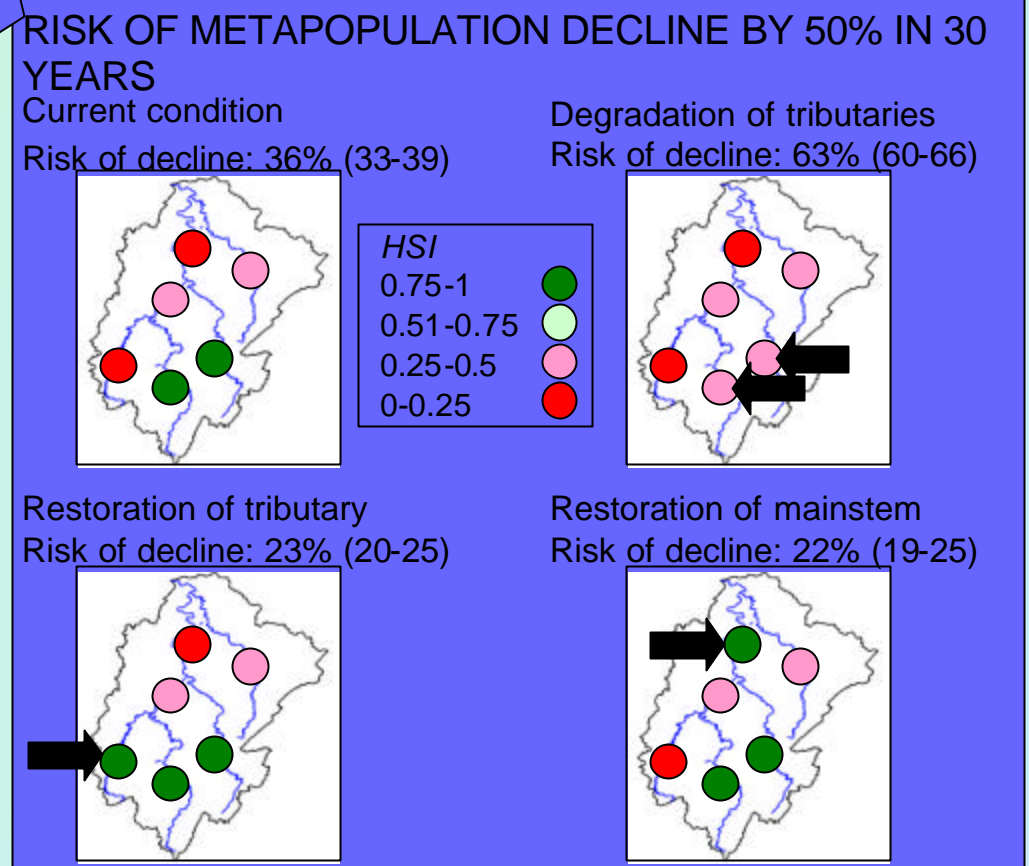 RISK OF METAPOPULATION DECLINE BY 50% IN 30
YEARS
Current condition
Risk of decline: 36% (33-39)
Degradation of tributaries
Risk of decline: 63% (60-66)
HSI
0.75-1
0.51-0.75
0.25-0.5
0-0.25
Restoration of tributary
Risk of decline: 23% (20-25)
Restoration of mainstem
Risk of decline: 22% (19-25)